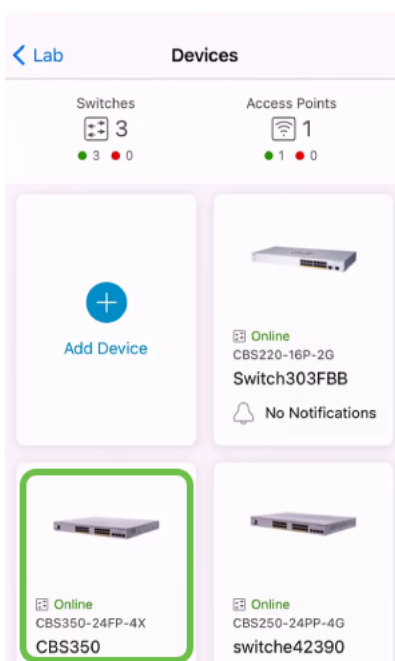 Lab
Devices
Switches
3
3 0
Access Points
1
1 0
Add Device
Online
CBS220-16P-2G
Switch303FBB
No Notifications
Online
CBS350-24FP-4X
CBS350
Online
CBS250-24PP-4G
switche42390